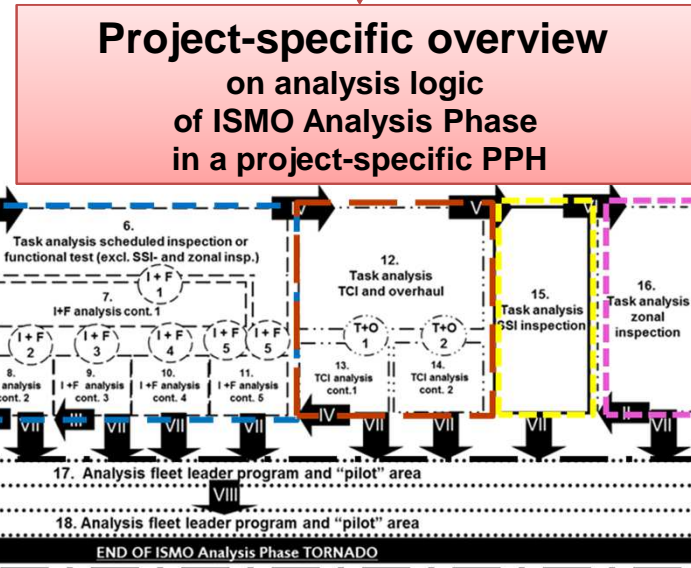 Project-specific overview
on analysis logic
of ISMO Analysis Phase
in a project-specific PPH
IV
V
6.
Task analysis scheduled inspection or
functional test (excl. SSI- and zonal insp.)
I + F
1
7.
I+F analysis cont. 1
I + F
2
I + F
3
I + F
4
I + F
5
I + F
5
8.
analysis
cont. 2
9.
I +F analysis
cont. 3
10.
I +F analysis
cont. 4
11.
I +F analysis
cont. 5
12.
Task analysis
TCI and overhaul
T+O
1
T+O
2
13.
TCI analysis
cont.1
14.
TCI analysis
cont. 2
15.
Task analysis
SSI inspection
16.
Task analysis
zonal
inspection
VII
III
VII
VII
VII
IV
VII
VII
VII
II
VII
17. Analysis fleet leader program and "pilot" area
VIII
18. Analysis fleet leader program and "pilot" area
END OF ISMO Analysis Phase TORNADO